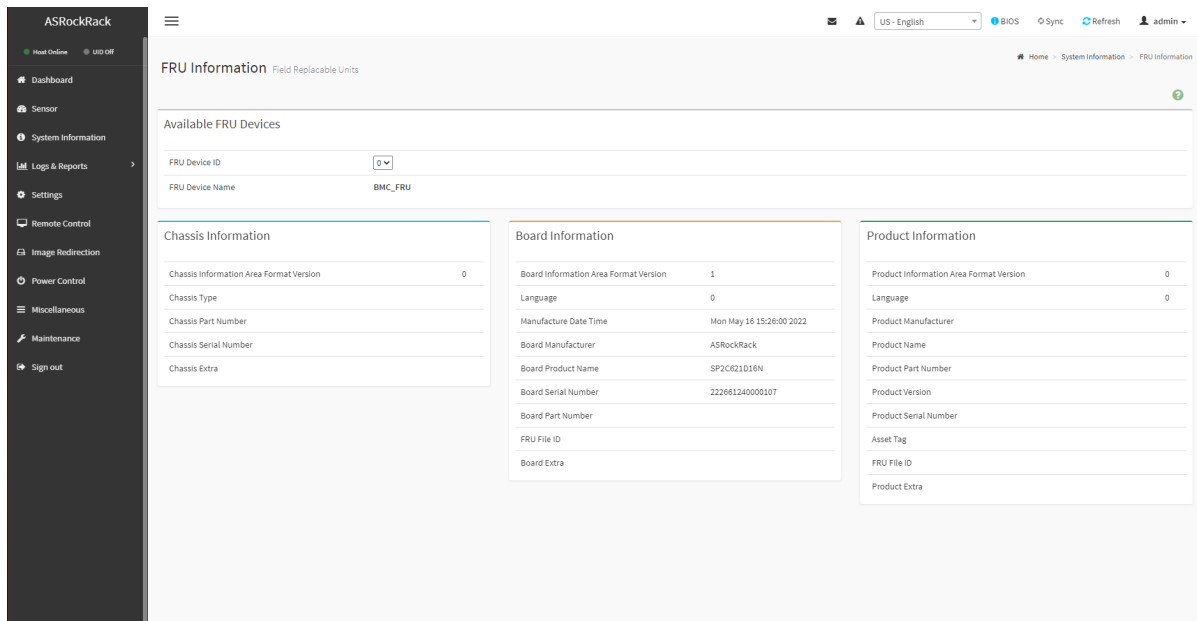 ASRockRack
US - English
BIOS
Sync
Refresh
admin
Host Online UID Off
Dashboard
Sensor
System Information
Logs & Reports
Settings
Remote Control
Image Redirection
Power Control
Miscellaneous
Maintenance
Sign out
FRU Information Field Replacable Units
Home > System Information > FRU Information
Available FRU Devices
FRU Device ID 0
FRU Device Name BMC_FRU
Chassis Information
Chassis Information Area Format Version 0
Chassis Type
Chassis Part Number
Chassis Serial Number
Chassis Extra
Board Information
Board Information Area Format Version 1
Language 0
Manufacture Date Time Mon May 16 15:26:00 2022
Board Manufacturer ASRockRack
Board Product Name SP2C621D16N
Board Serial Number 222661240000107
Board Part Number
FRU File ID
Board Extra
Product Information
Product Information Area Format Version 0
Language 0
Product Manufacturer
Product Name
Product Part Number
Product Version
Product Serial Number
Asset Tag
FRU File ID
Product Extra